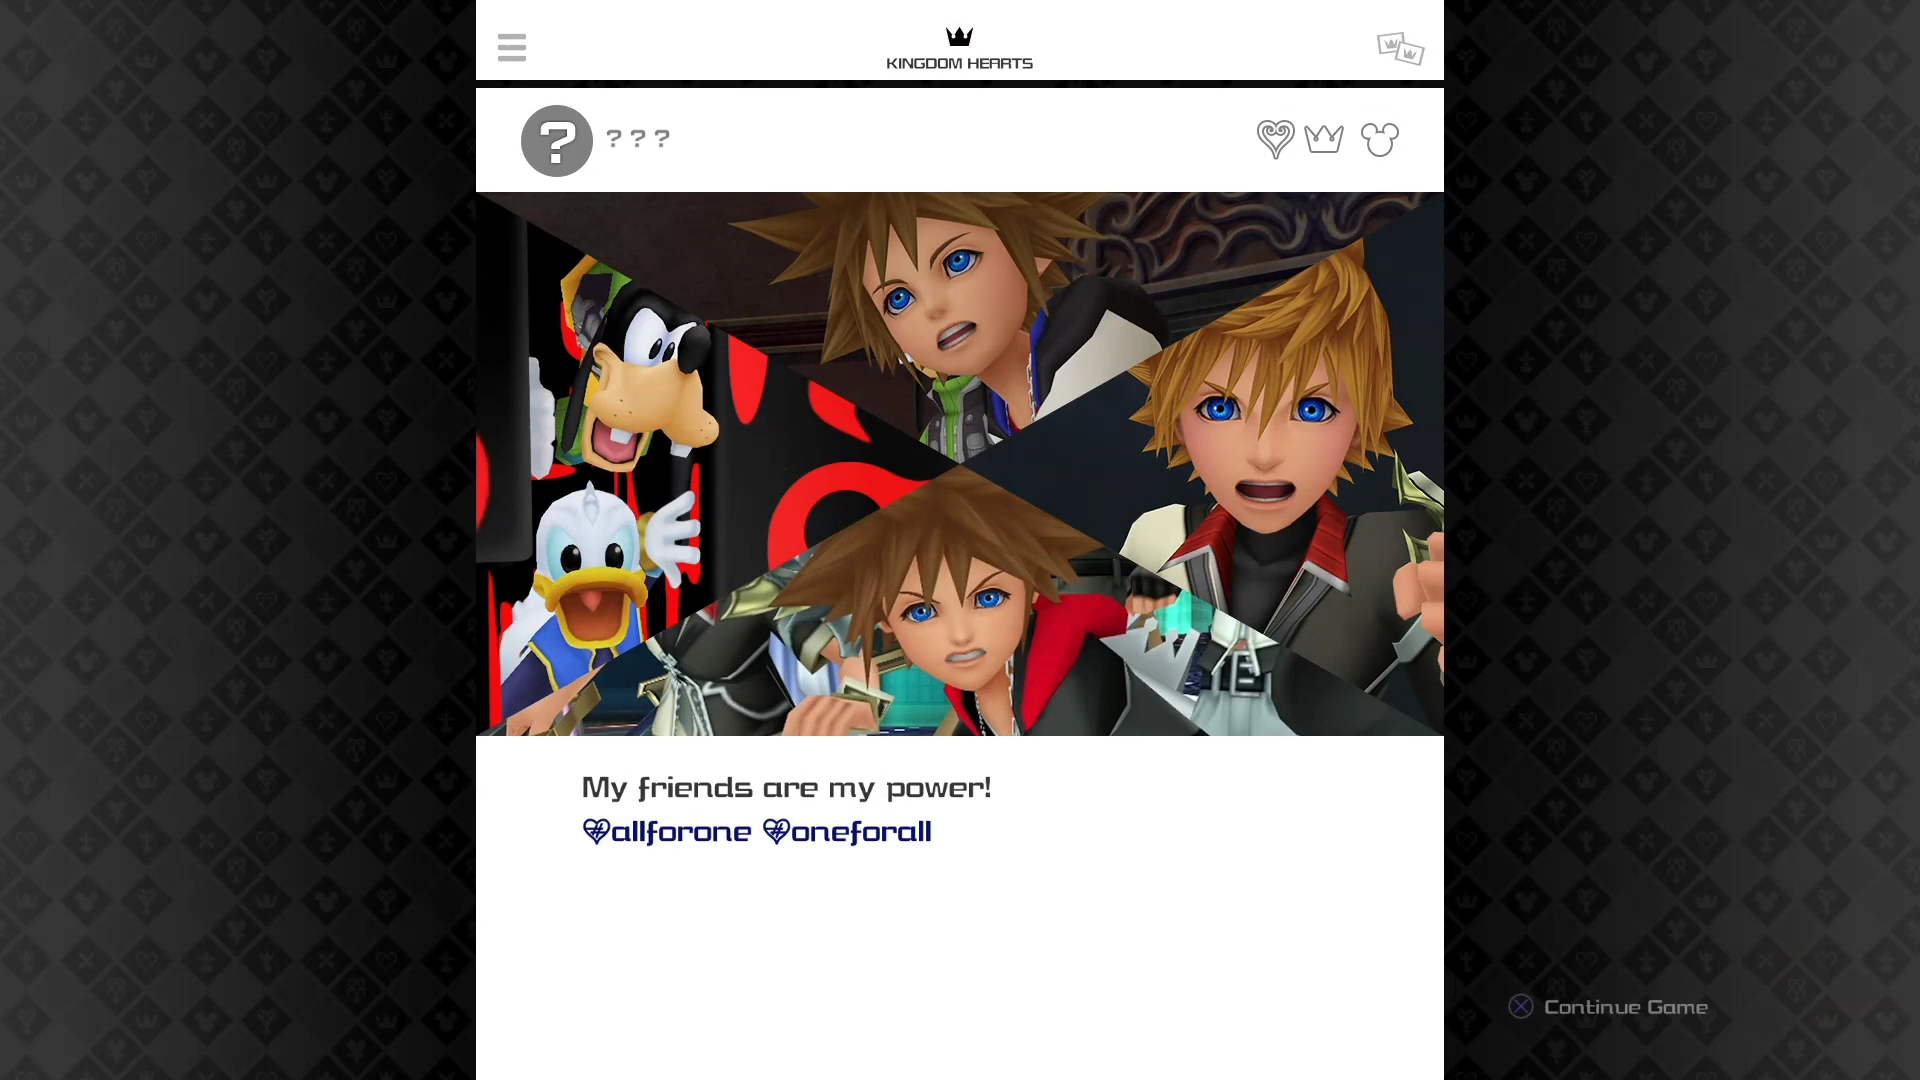 KINGDOM HEARTS
?
? ? ?
My friends are my power!
#allforone #oneforall
Continue Game